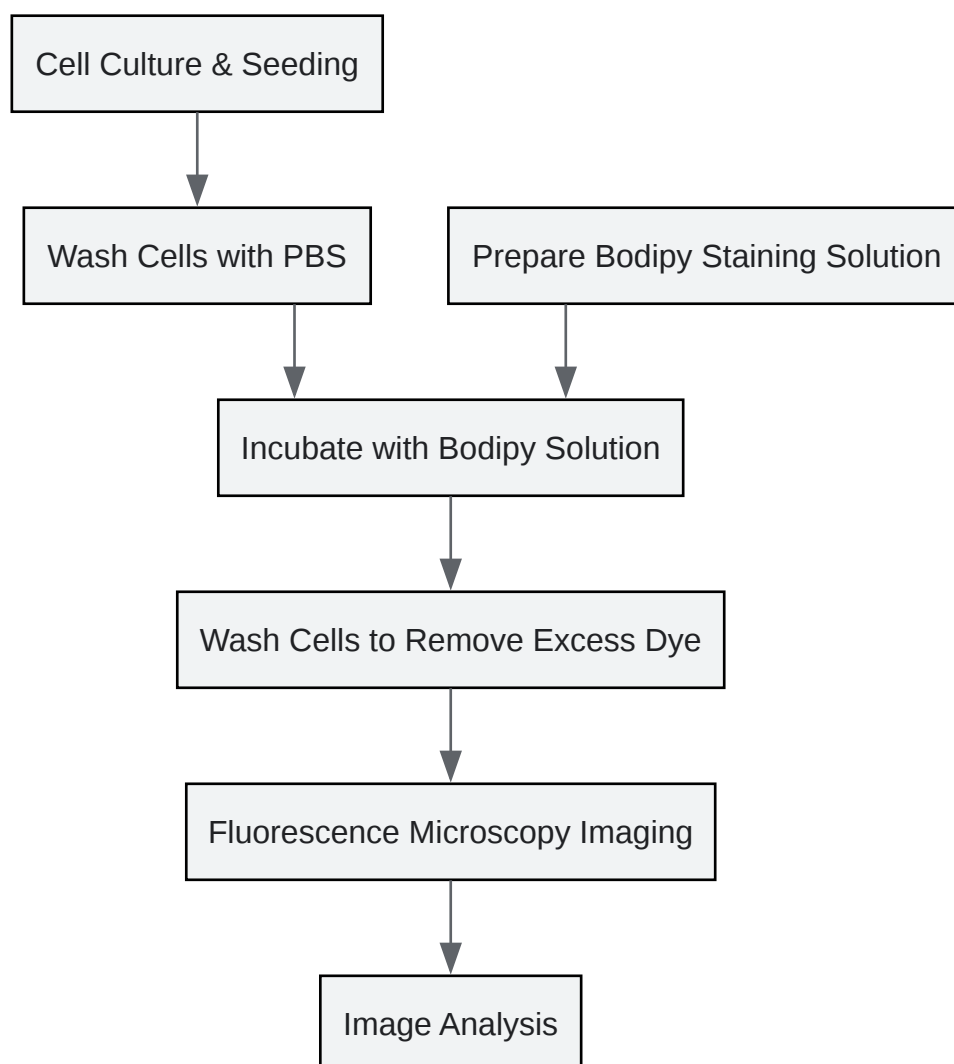 Cell Culture & Seeding
Wash Cells with PBS
Prepare Bodipy Staining Solution
Incubate with Bodipy Solution
Wash Cells to Remove Excess Dye
Fluorescence Microscopy Imaging
Image Analysis